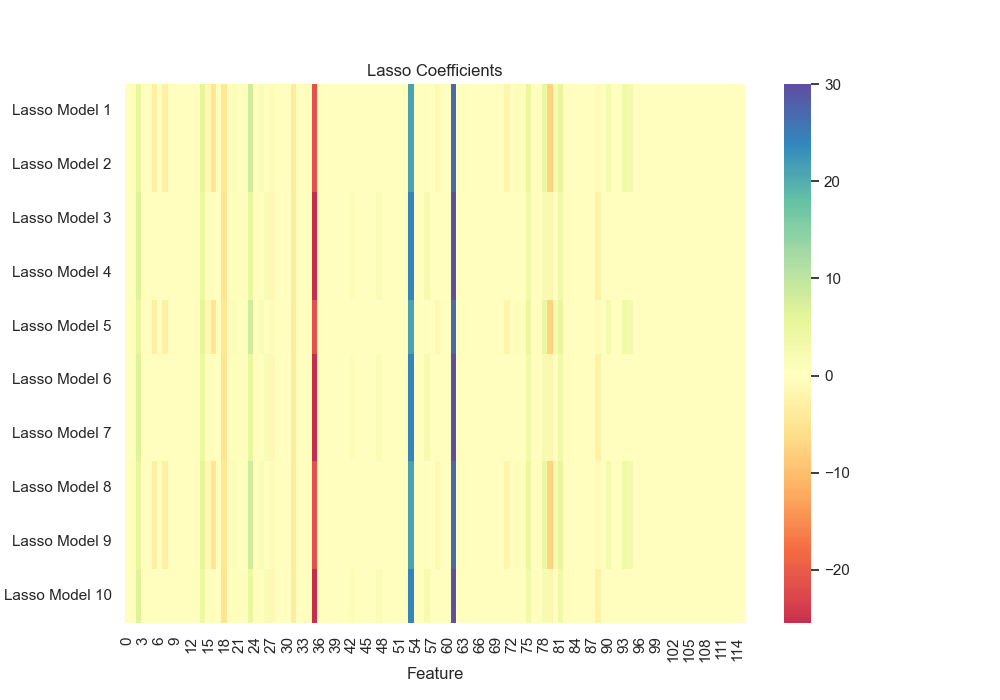 Lasso Coefficients
Lasso Model 1
Lasso Model 2
Lasso Model 3
Lasso Model 4
Lasso Model 5
Lasso Model 6
Lasso Model 7
Lasso Model 8
Lasso Model 9
Lasso Model 10
0 3 6 9 12 15 18 21 24 27 30 33 36 39 42 45 48 51 54 57 60 63 66 69 72 75 78 81 84 87 90 93 96 99 102 105 108 111 114
Feature
30
20
10
0
−10
−20